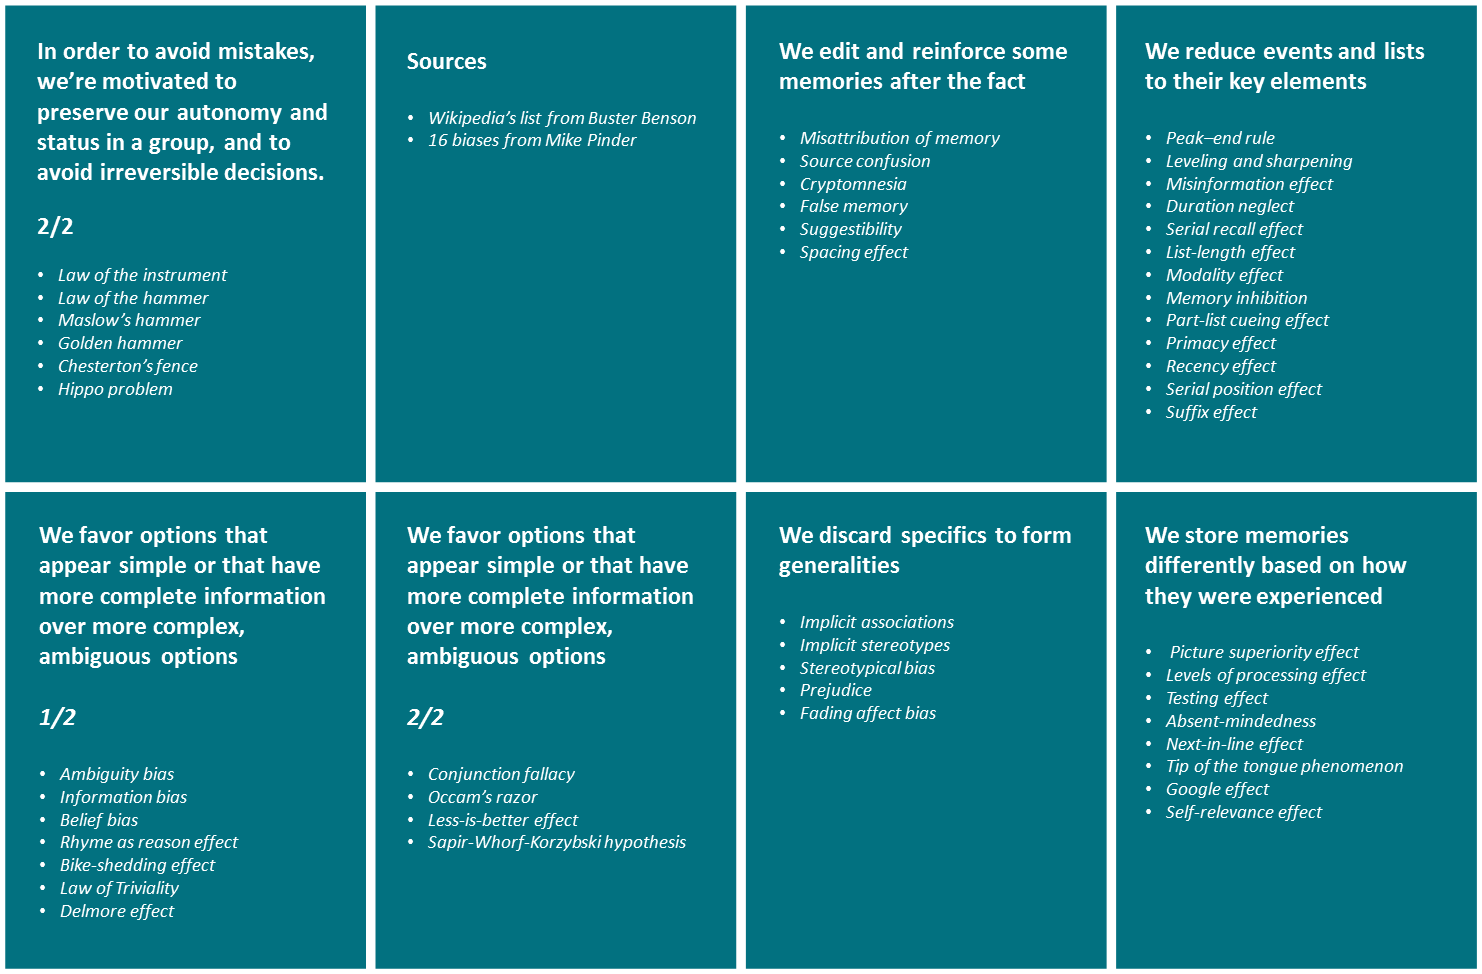 In order to avoid mistakes,
we’re motivated to
preserve our autonomy and
status in a group, and to
avoid irreversible decisions.
2/2
• Law of the instrument
• Law of the hammer
• Maslow’s hammer
• Golden hammer
• Chesterton’s fence
• Hippo problem
Sources
• Wikipedia’s list from Buster Benson
• 16 biases from Mike Pinder
We edit and reinforce some
memories after the fact
• Misattribution of memory
• Source confusion
• Cryptomnesia
• False memory
• Suggestibility
• Spacing effect
We reduce events and lists
to their key elements
• Peak–end rule
• Leveling and sharpening
• Misinformation effect
• Duration neglect
• Serial recall effect
• List-length effect
• Modality effect
• Memory inhibition
• Part-list cueing effect
• Primacy effect
• Recency effect
• Serial position effect
• Suffix effect
We favor options that
appear simple or that have
more complete information
over more complex,
ambiguous options
1/2
• Ambiguity bias
• Information bias
• Belief bias
• Rhyme as reason effect
• Bike-shedding effect
• Law of Triviality
• Delmore effect
We favor options that
appear simple or that have
more complete information
over more complex,
ambiguous options
2/2
• Conjunction fallacy
• Occam’s razor
• Less-is-better effect
• Sapir-Whorf-Korzybski hypothesis
We discard specifics to form
generalities
• Implicit associations
• Implicit stereotypes
• Stereotypical bias
• Prejudice
• Fading affect bias
We store memories
differently based on how
they were experienced
• Picture superiority effect
• Levels of processing effect
• Testing effect
• Absent-mindedness
• Next-in-line effect
• Tip of the tongue phenomenon
• Google effect
• Self-relevance effect